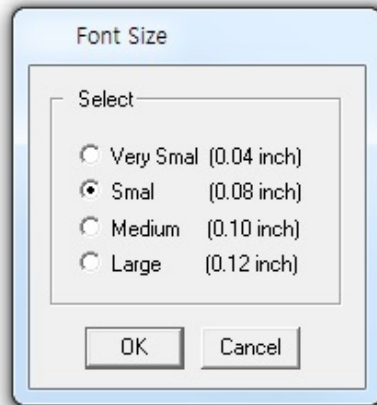 Font Size
Select
Very Smal (0.04 inch)
Smal (0.08 inch)
Medium (0.10 inch)
Large (0.12 inch)
OK Cancel